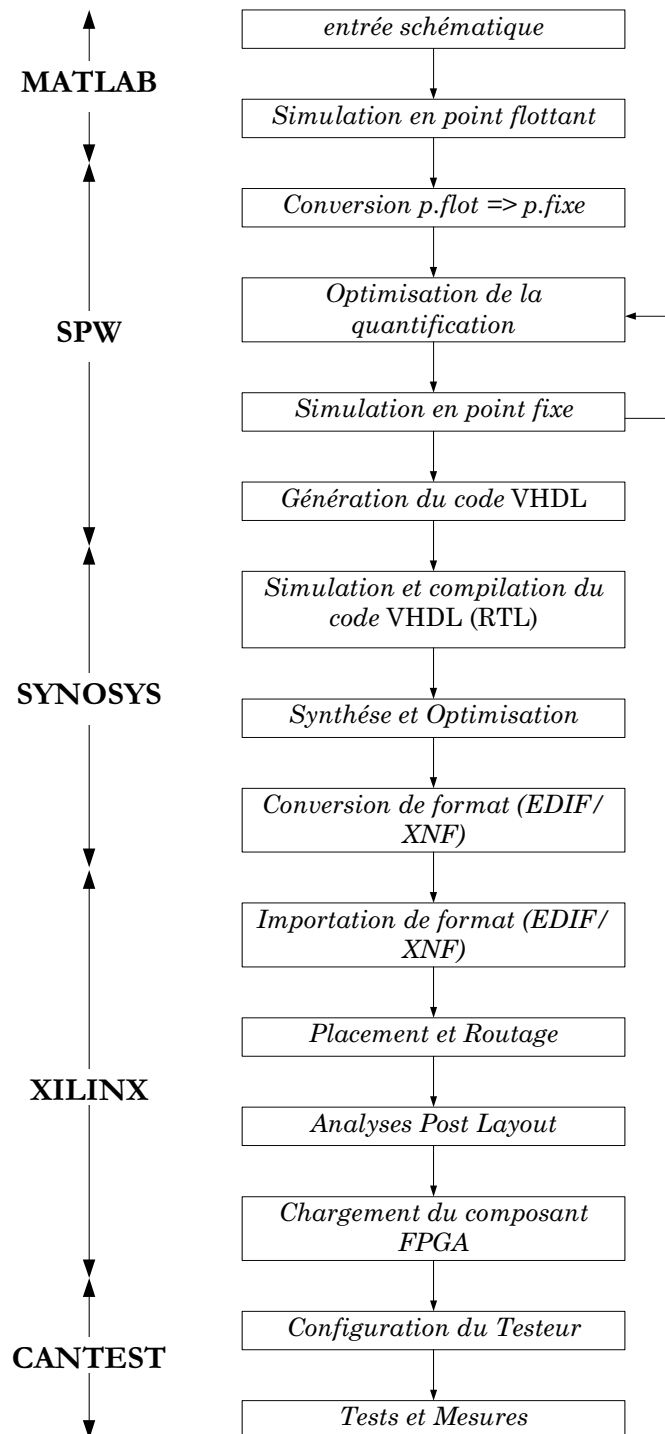 entrée schématique
MATLAB
Simulation en point flottant
Conversion p.flot => p.fixe
Optimisation de la
quantification
SPW
Simulation en point fixe
Génération du code VHDL
Simulation et compilation du
code VHDL (RTL)
SYNOSYS
Synthése et Optimisation
Conversion de format (EDIF/
XNF)
Importation de format (EDIF/
XNF)
Placement et Routage
XILINX
Analyses Post Layout
Chargement du composant
FPGA
Configuration du Testeur
CANTEST
Tests et Mesures